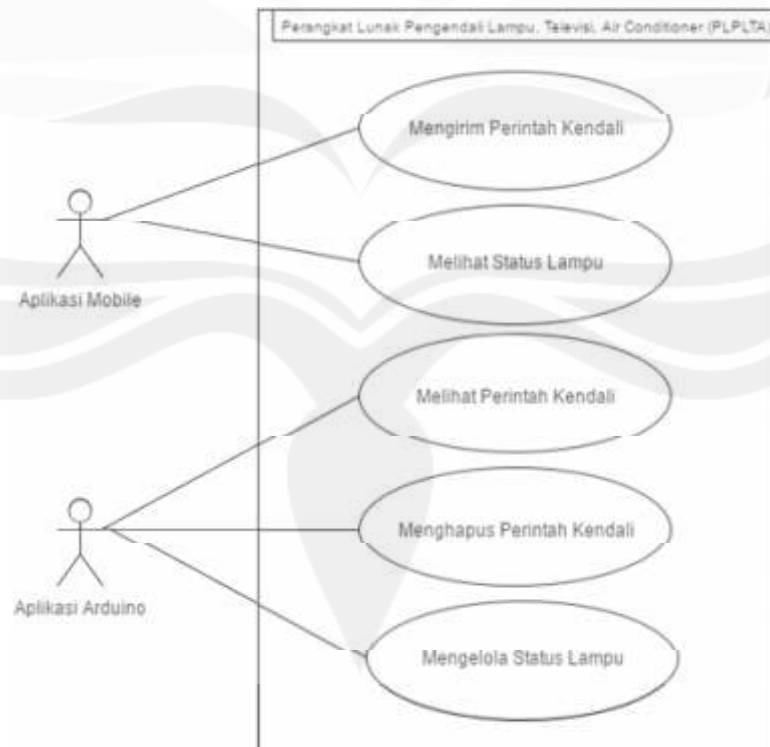 Perangkat Lunak Pengendali Lampu, Televisi, Air Conditioner (PLPLTA)
Mengirim Perintah Kendali
Melihat Status Lampu
Aplikasi Mobile
Melihat Perintah Kendali
Menghapus Perintah Kendali
Aplikasi Arduino
Mengelola Status Lampu